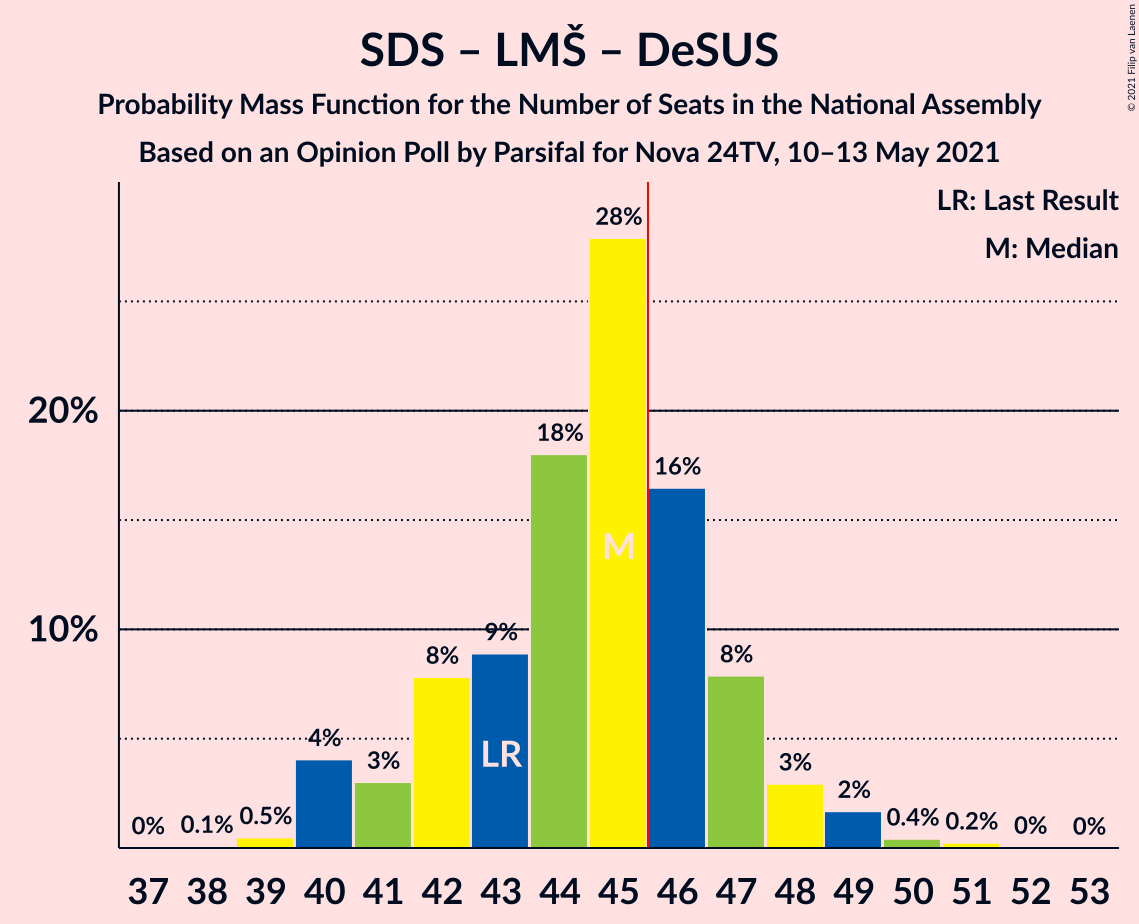 SDS – LMŠ – DeSUS
Probability Mass Function for the Number of Seats in the National Assembly
Based on an Opinion Poll by Parsifal for Nova 24TV, 10–13 May 2021
© 2021 Filip van Laenen
LR: Last Result
M: Median
20%
10%
0%
0.1%
0.5%
4%
3%
8%
9%
18%
28%
16%
8%
3%
2%
0.4%
0.2%
0%
0%
LR
M
37 38 39 40 41 42 43 44 45 46 47 48 49 50 51 52 53